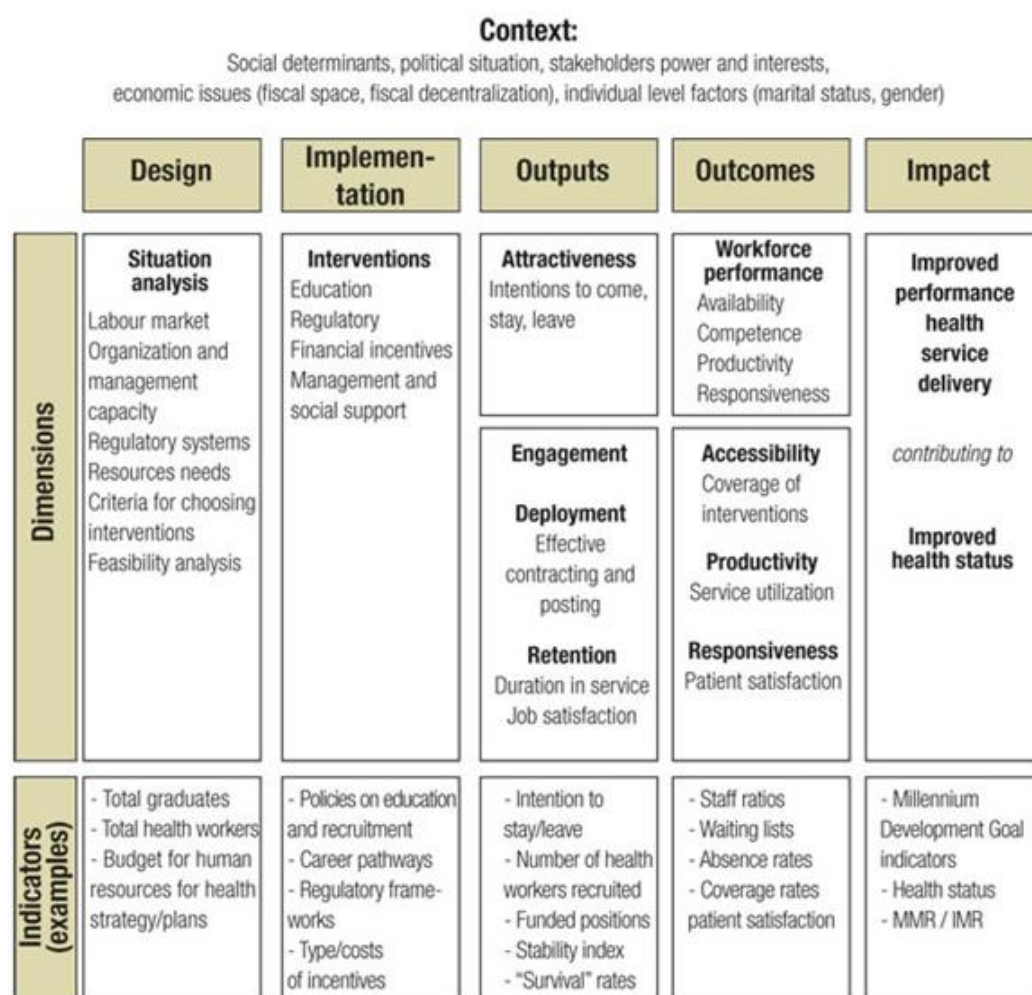 Context:
Social determinants, political situation, stakeholders power and interests,
economic issues (fiscal space, fiscal decentralization), individual level factors (marital status, gender)
Design
Implemen-
tation
Outputs
Outcomes
Impact
Dimensions
Situation
analysis
Labour market
Organization and
management
capacity
Regulatory systems
Resources needs
Criteria for choosing
interventions
Feasibility analysis
Interventions
Education
Regulatory
Financial incentives
Management and
social support
Attractiveness
Intentions to come,
stay, leave
Engagement
Deployment
Effective
contracting and
posting
Retention
Duration in service
Job satisfaction
Workforce
performance
Availability
Competence
Productivity
Responsiveness
Accessibility
Coverage of
interventions
Productivity
Service utilization
Responsiveness
Patient satisfaction
Improved
performance
health
service
delivery
contributing to
Improved
health status
Indicators
(examples)
- Total graduates
- Total health workers
- Budget for human
resources for health
strategy/plans
- Policies on education
and recruitment
- Career pathways
- Regulatory frame-
works
- Type/costs
of incentives
- Intention to
stay/leave
- Number of health
workers recruited
- Funded positions
- Stability index
- “Survival” rates
- Staff ratios
- Waiting lists
- Absence rates
- Coverage rates
patient satisfaction
- Millennium
Development Goal
indicators
- Health status
- MMR / IMR